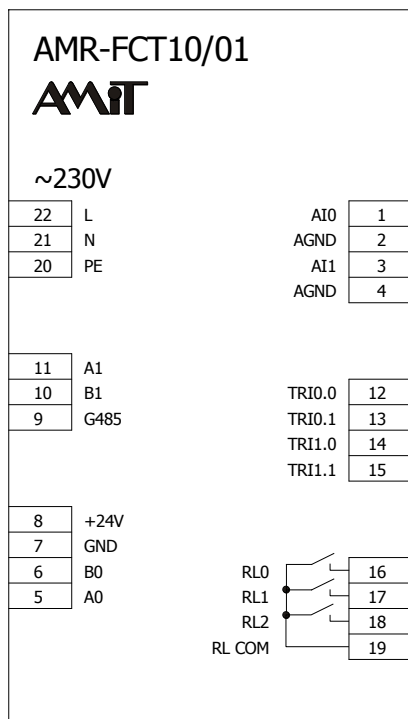 AMR-FCT10/01
AMiT
~230V
22 L
21 N
20 PE
AI0 1
AGND 2
AI1 3
AGND 4
11 A1
10 B1
9 G485
TRI0.0 12
TRI0.1 13
TRI1.0 14
TRI1.1 15
8 +24V
7 GND
6 B0
5 A0
RL0 16
RL1 17
RL2 18
RL COM 19